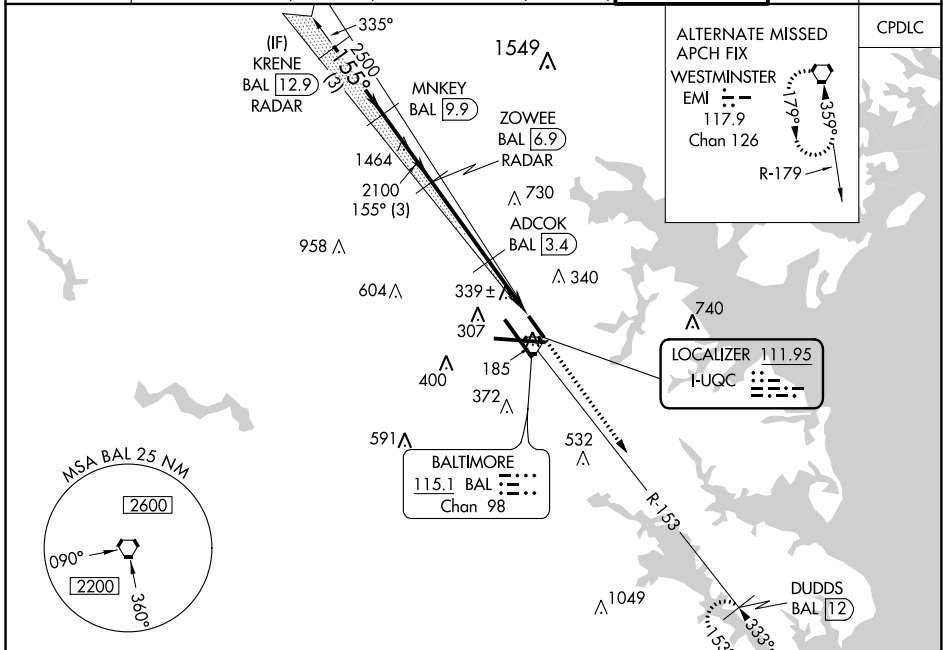 335°
(IF)
KRENE
BAL 12.9
RADAR
2500
155°
(3)
MNKEY
BAL 9.9
1549
ZOWEE
BAL 6.9
RADAR
1464
2100
155° (3)
730
ADCOK
BAL 3.4
958
340
604
339 ±
307
185
400
372
740
591
532
LOCALIZER 111.95
I-UQC
BALTIMORE
115.1 BAL
Chan 98
R-153
MSA BAL 25 NM
2600
090°
2200
360°
1049
DUDDS
BAL 12
333°
153°
ALTERNATE MISSED
APCH FIX
WESTMINSTER
EMI
117.9
Chan 126
179°
359°
R-179
CPDLC